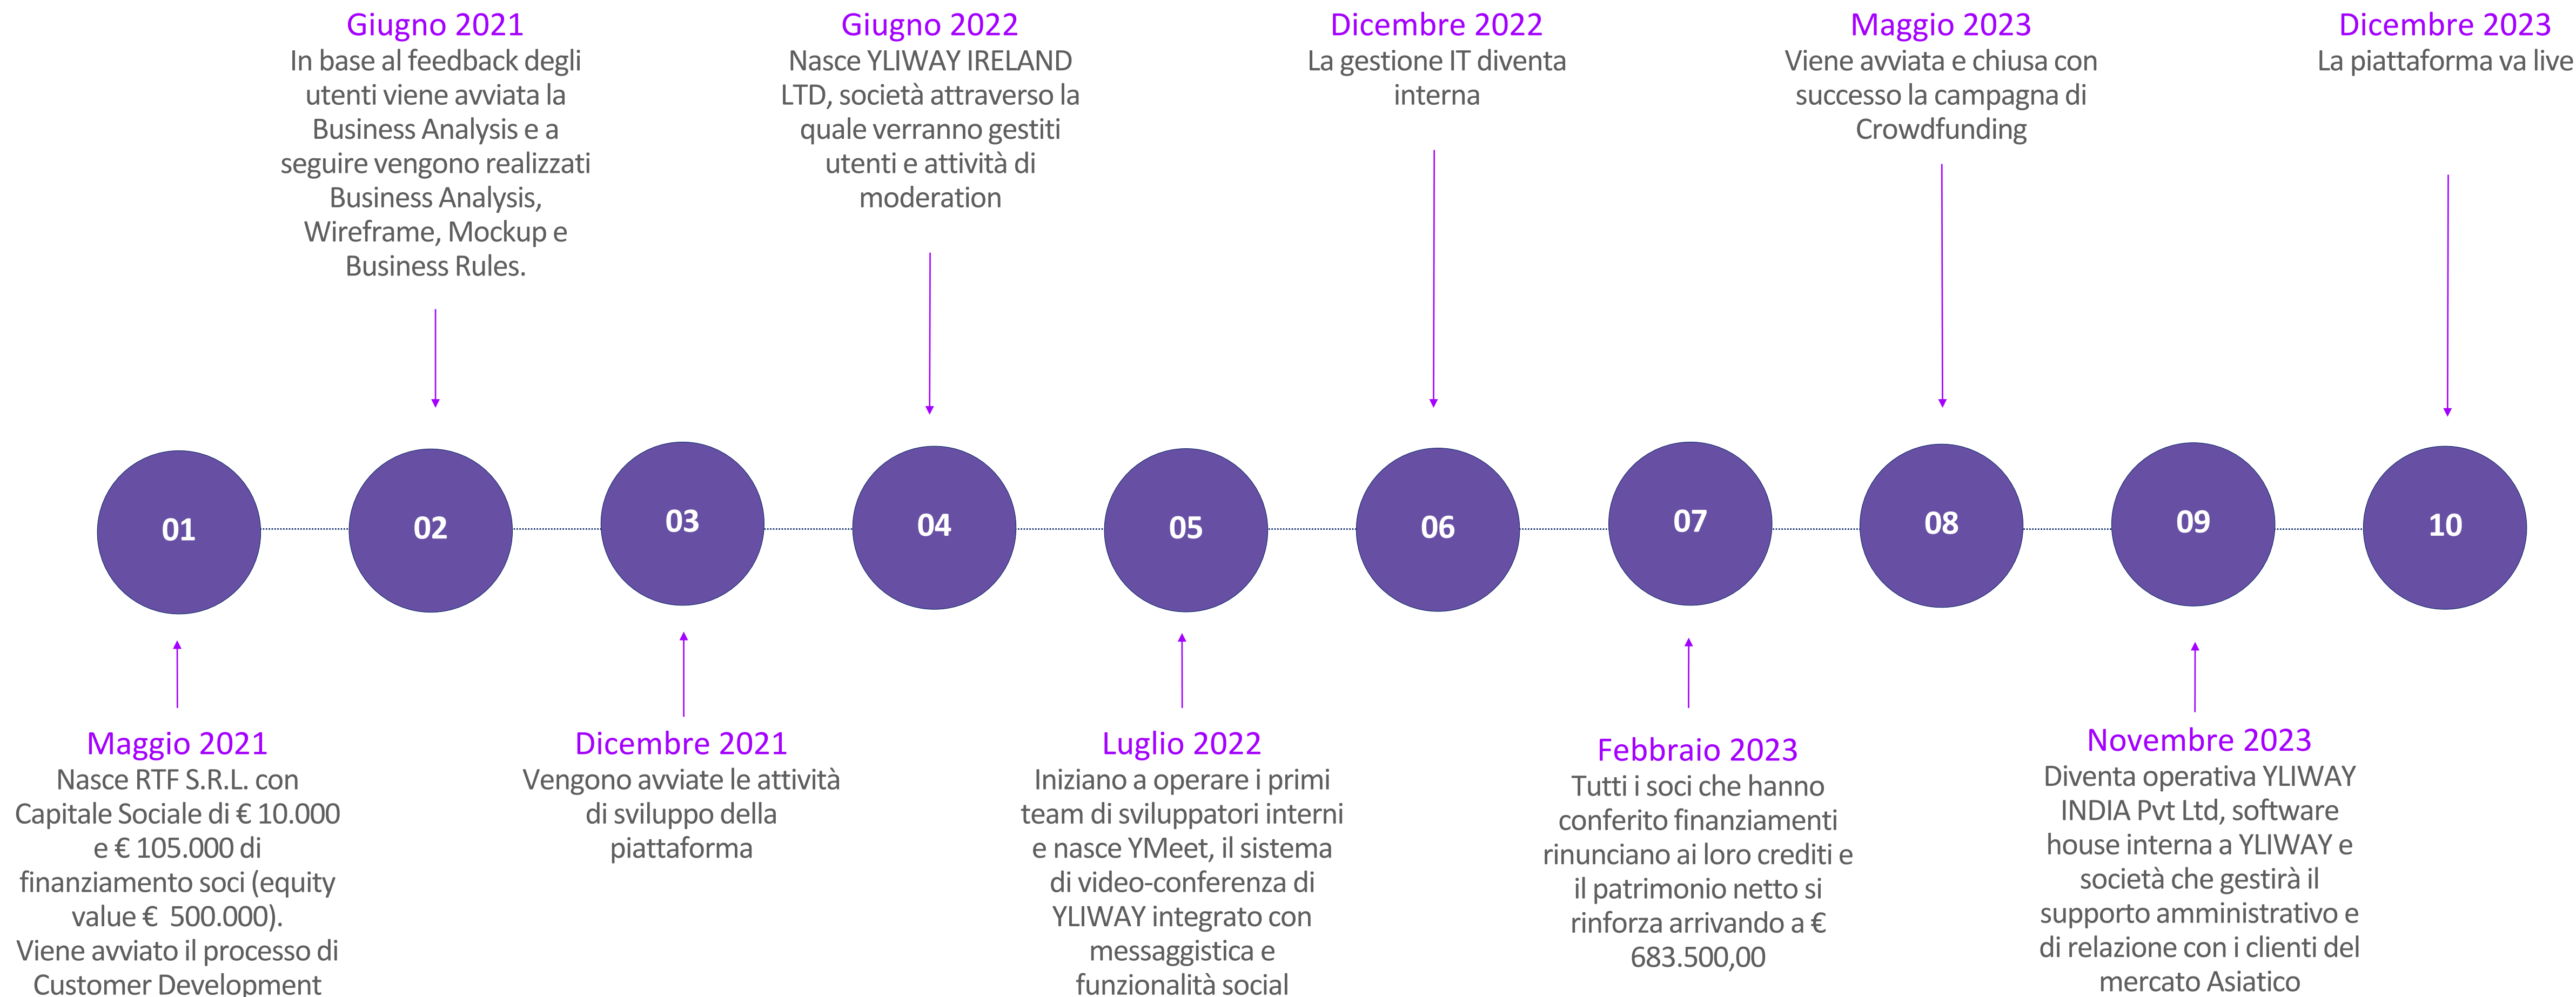 Giugno 2021
In base al feedback degli
utenti viene avviata la
Business Analysis e a
seguire vengono realizzati
Business Analysis,
Wireframe, Mockup e
Business Rules.
Giugno 2022
Nasce YLIWAY IRELAND
LTD, società attraverso la
quale verranno gestiti
utenti e attività di
moderation
Dicembre 2022
La gestione IT diventa
interna
Maggio 2023
Viene avviata e chiusa con
successo la campagna di
Crowdfunding
Dicembre 2023
La piattaforma va live
01
02
03
04
05
06
07
08
09
10
Maggio 2021
Nasce RTF S.R.L. con
Capitale Sociale di € 10.000
e € 105.000 di
finanziamento soci (equity
value €  500.000).
Viene avviato il processo di
Customer Development
Dicembre 2021
Vengono avviate le attività
di sviluppo della
piattaforma
Luglio 2022
Iniziano a operare i primi
team di sviluppatori interni
e nasce YMeet, il sistema
di video-conferenza di
YLIWAY integrato con
messaggistica e
funzionalità social
Febbraio 2023
Tutti i soci che hanno
conferito finanziamenti
rinunciano ai loro crediti e
il patrimonio netto si
rinforza arrivando a €
683.500,00
Novembre 2023
Diventa operativa YLIWAY
INDIA Pvt Ltd, software
house interna a YLIWAY e
società che gestirà il
supporto amministrativo e
di relazione con i clienti del
mercato Asiatico